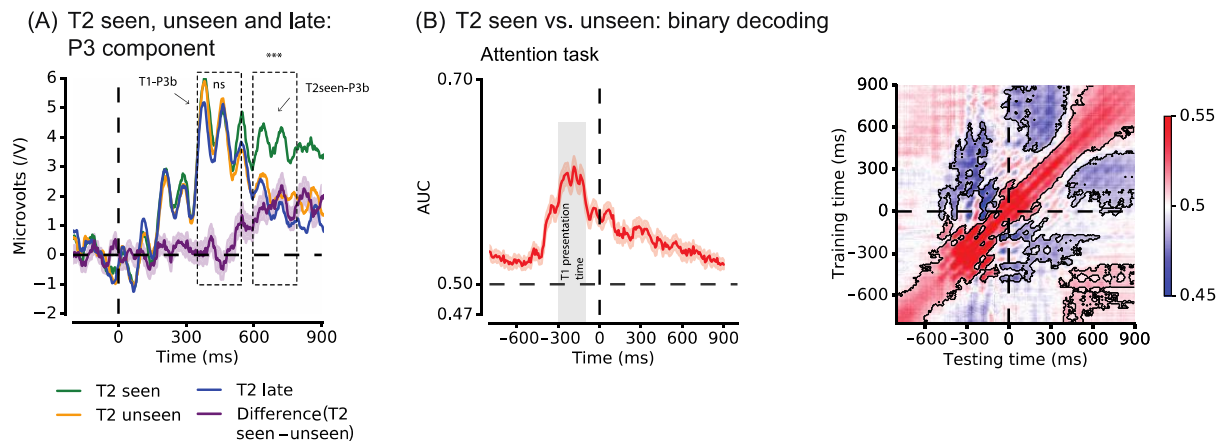 (A) T2 seen, unseen and late:
P3 component
***
T1–P3b
ns
T2seen–P3b
Microvolts (/V)
6
5
4
3
2
1
0
−1
−2
0 300 600 900
Time (ms)
T2 seen
T2 late
T2 unseen
Difference(T2
seen−unseen)
(B) T2 seen vs. unseen: binary decoding
Attention task
AUC
0.70
0.50
0.47
T1 presentation
time
−600 −300 0 300 600 900
Time (ms)
Training time (ms)
900
600
300
0
−300
−600
−600 −300 0 300 600 900
Testing time (ms)
0.55
0.5
0.45